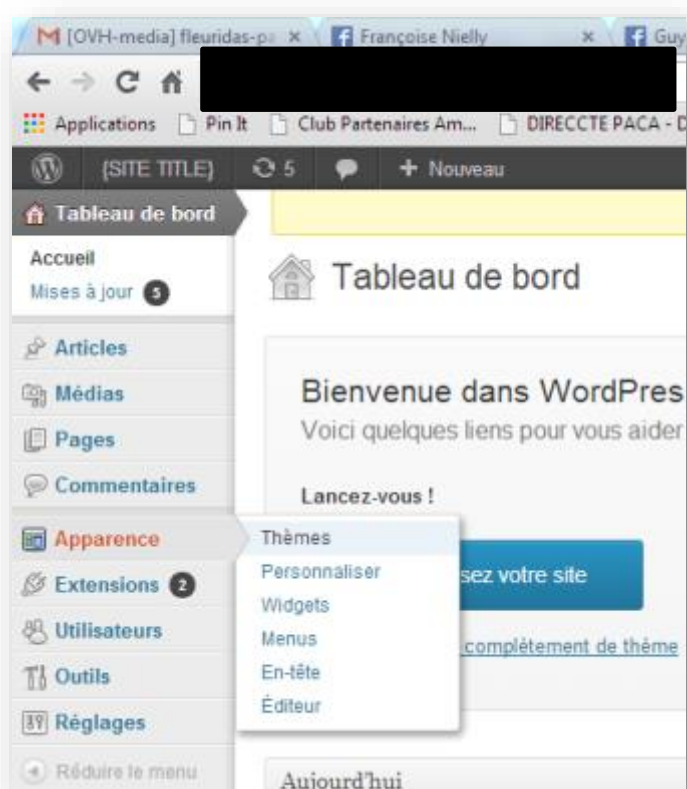 [OVH-media] fleuridas-pa
Françoise Nielly
Guy
Applications
Pin It
Club Partenaires Am...
DIRECCTE PACA - D
{SITE TITLE}
5
Nouveau
Tableau de bord
Accueil
Mises à jour 5
Tableau de bord
Articles
Médias
Pages
Commentaires
Bienvenue dans WordPres
Voici quelques liens pour vous aider
Lancez-vous !
Apparence
Thèmes
Personnaliser
Widgets
Menus
En-tête
Éditeur
sez votre site
complètement de thème
Extensions 2
Utilisateurs
Outils
Réglages
Réduire le menu
Aujourd'hui